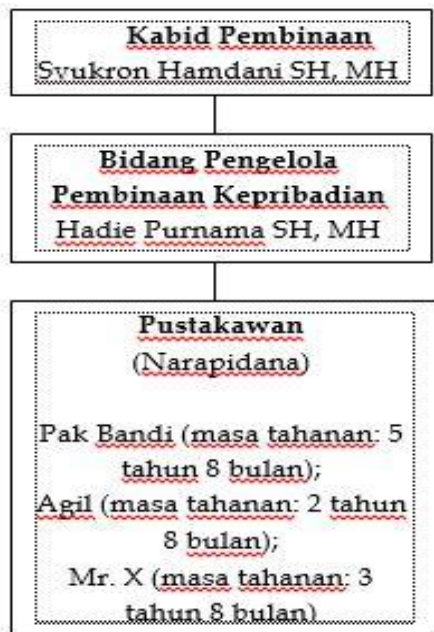 Kabid Pembinaan
Syukron Hamdani SH, MH
Bidang Pengelola
Pembinaan Kepribadian
Hadie Purnama SH, MH
Pustakawan
(Narapidana)
Pak Bandi (masa tahanan: 5
tahun 8 bulan);
Agil (masa tahanan: 2 tahun
8 bulan);
Mr. X (masa tahanan: 3
tahun 8 bulan)